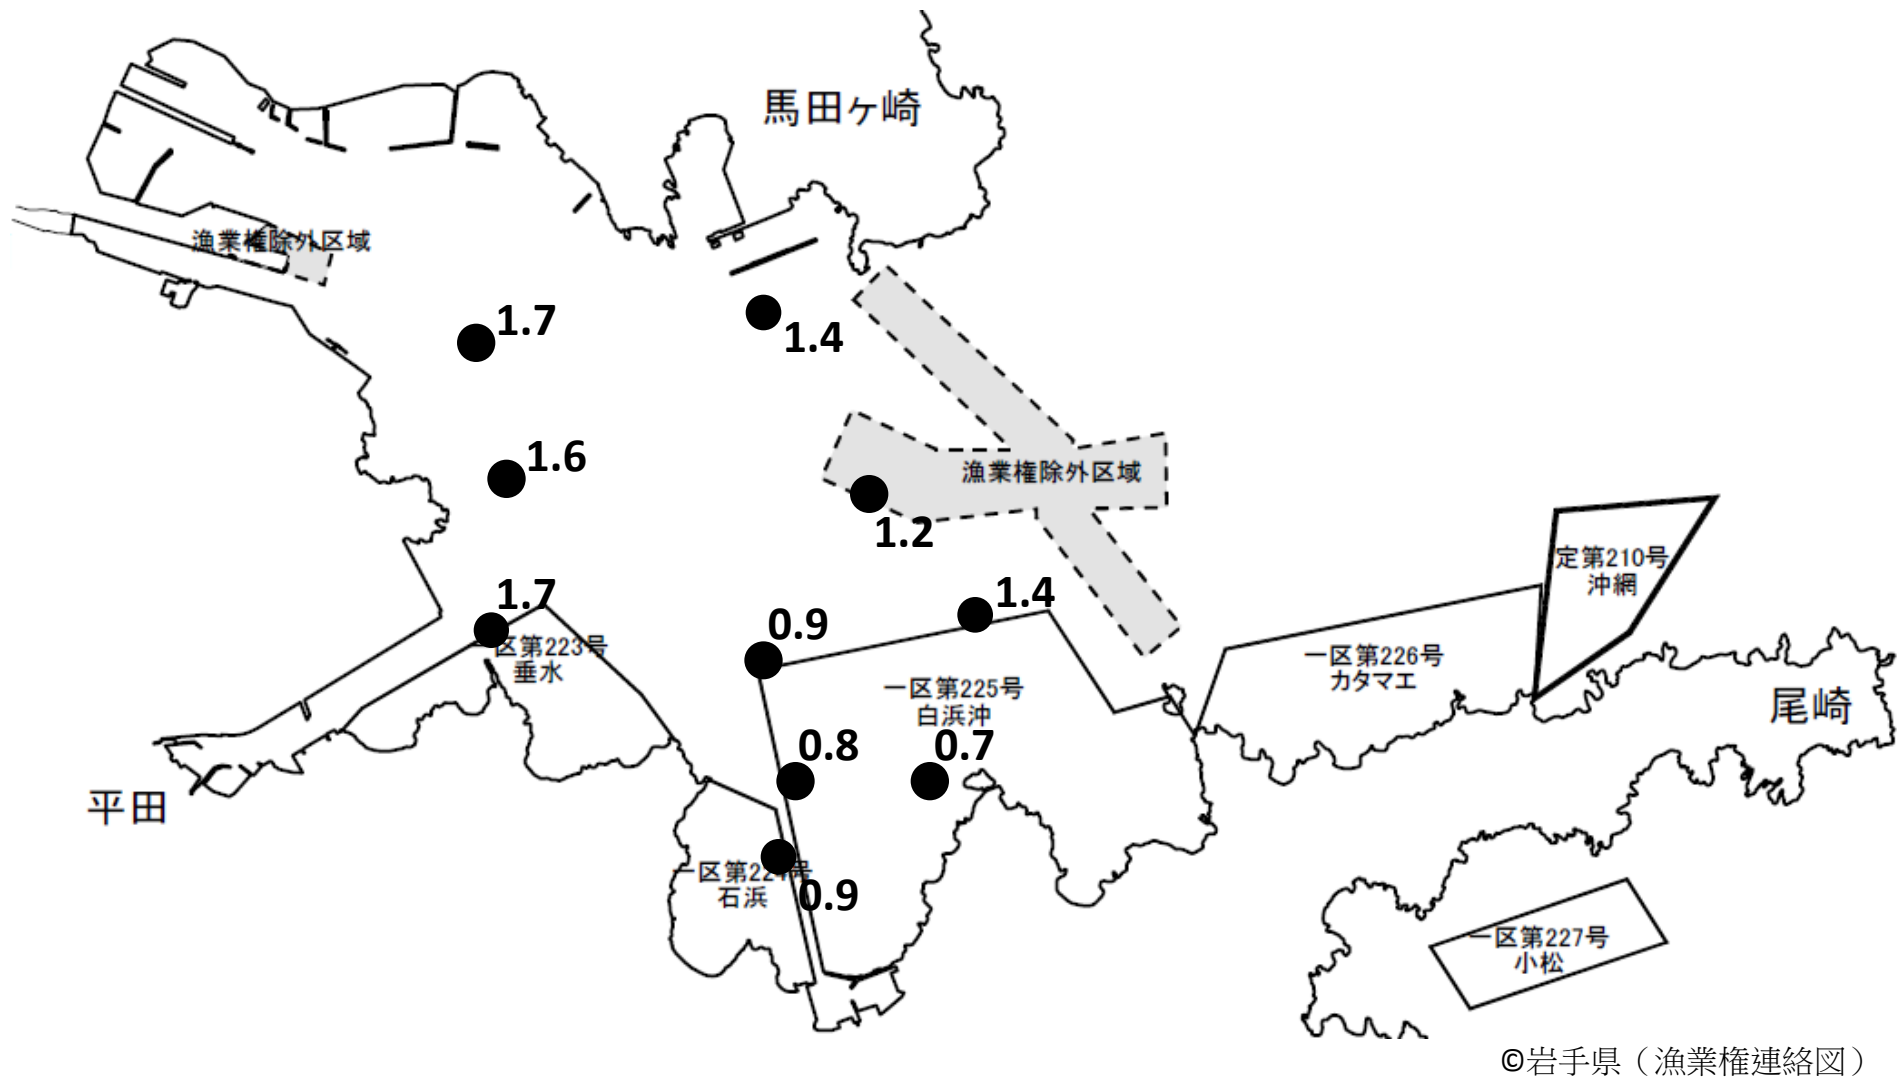 馬田ヶ崎
漁業権除外区域
1.7
1.4
1.6
漁業権除外区域
1.2
定第210号
沖網
1.7
1.4
0.9
一区第223号
垂水
一区第226号
カタマエ
一区第225号
白浜沖
尾崎
0.8
0.7
平田
一区第224号
石浜
0.9
一区第227号
小松
©岩手県（漁業権連絡図）